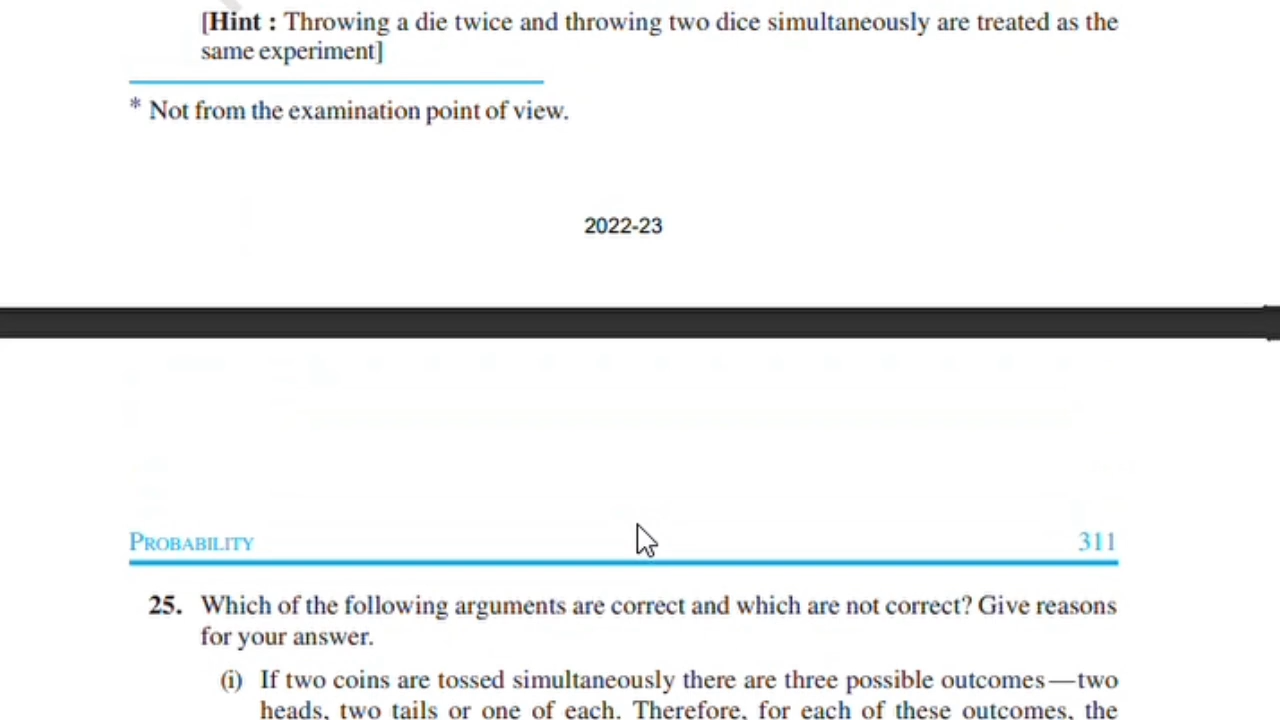 [Hint : Throwing a die twice and throwing two dice simultaneously are treated as the
same experiment]
* Not from the examination point of view.
2022-23
PROBABILITY 311
25. Which of the following arguments are correct and which are not correct? Give reasons
for your answer.
(i) If two coins are tossed simultaneously there are three possible outcomes—two
heads, two tails or one of each. Therefore, for each of these outcomes, the